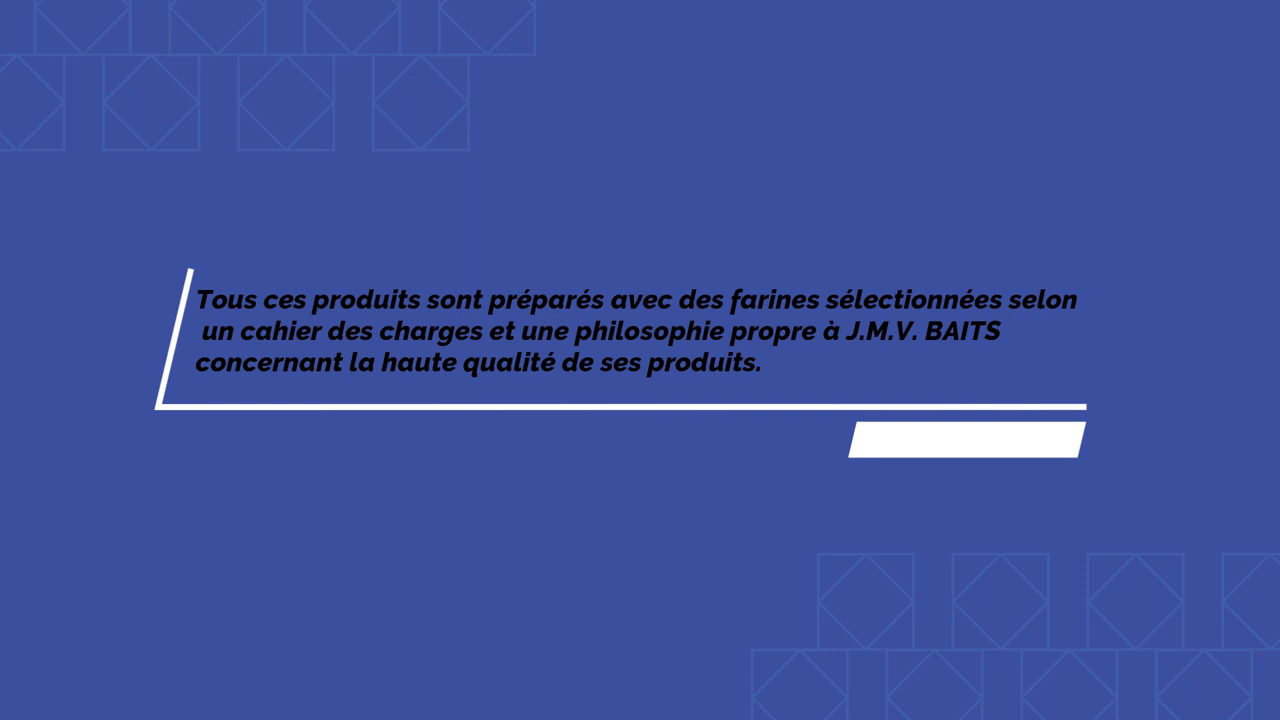 Tous ces produits sont préparés avec des farines sélectionnées selon
un cahier des charges et une philosophie propre à J.M.V. BAITS
concernant la haute qualité de ses produits.